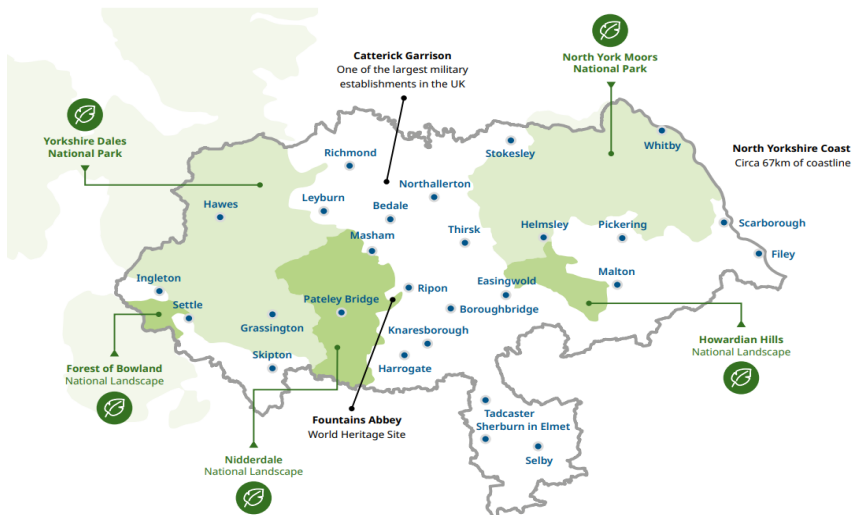 Catterick Garrison
One of the largest military
establishments in the UK
North York Moors
National Park
Yorkshire Dales
National Park
Richmond
Stokesley
Whitby
North Yorkshire Coast
Circa 67km of coastline
Hawes
Leyburn
Bedale
Northallerton
Masham
Thirsk
Helmsley
Pickering
Scarborough
Filey
Ingleton
Settle
Pateley Bridge
Ripon
Easingwold
Malton
Grassington
Boroughbridge
Knaresborough
Skipton
Harrogate
Howardian Hills
National Landscape
Forest of Bowland
National Landscape
Fountains Abbey
World Heritage Site
Tadcaster
Sherburn in Elmet
Selby
Nidderdale
National Landscape